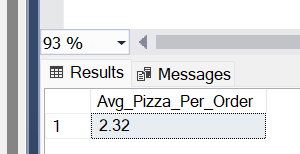 93 %
Results Messages
Avg_Pizza_Per_Order
1 2.32